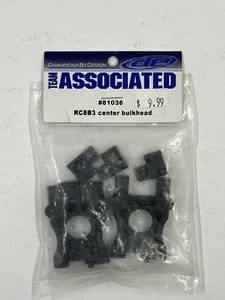 CHAMPIONS BY DESIGN
TEAM ASSOCIATED
#81036
$ 9.99
RC8B3 center bulkhead